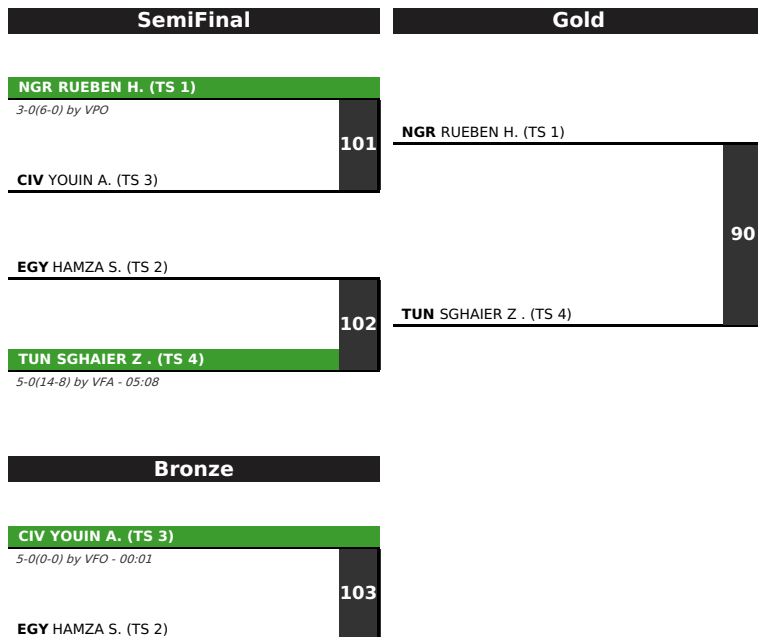 SemiFinal
NGR RUEBEN H. (TS 1)
3-0(6-0) by VPO
101
CIV YOUIN A. (TS 3)
EGY HAMZA S. (TS 2)
102
TUN SGHAIER Z . (TS 4)
5-0(14-8) by VFA - 05:08
Gold
NGR RUEBEN H. (TS 1)
90
TUN SGHAIER Z . (TS 4)
Bronze
CIV YOUIN A. (TS 3)
5-0(0-0) by VFO - 00:01
103
EGY HAMZA S. (TS 2)